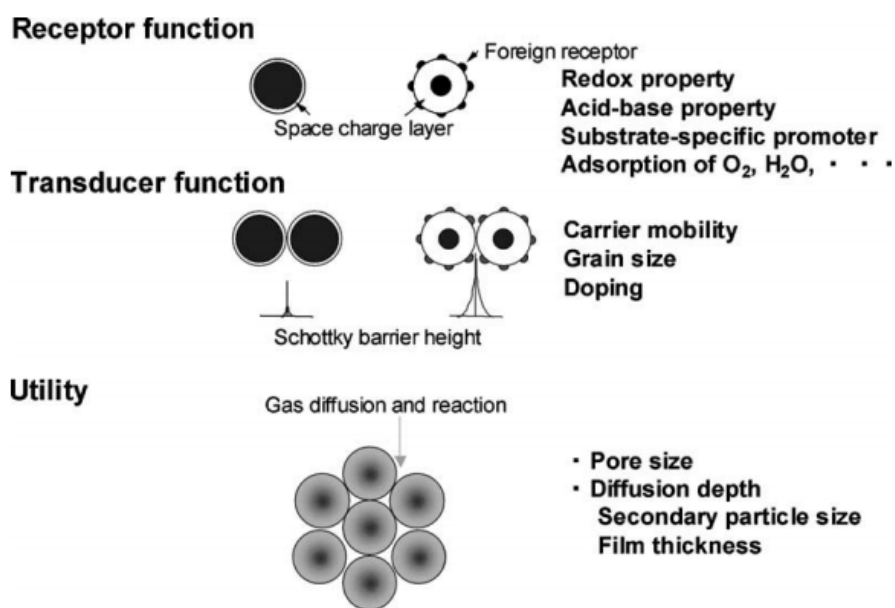 Receptor function
Foreign receptor
Space charge layer
Redox property
Acid-base property
Substrate-specific promoter
Adsorption of O₂, H₂O, ・ ・ ・
Transducer function
Carrier mobility
Grain size
Doping
Schottky barrier height
Utility
Gas diffusion and reaction
・ Pore size
・ Diffusion depth
Secondary particle size
Film thickness